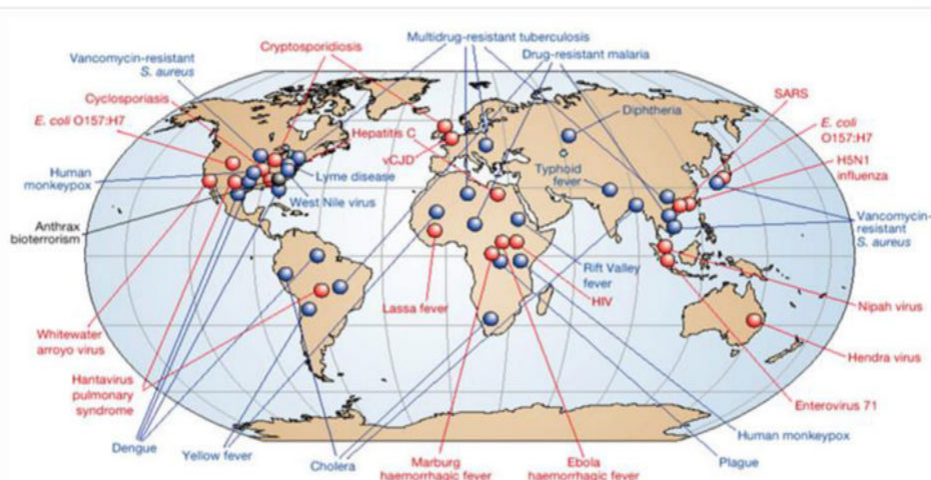 Multidrug-resistant tuberculosis
Cryptosporidiosis
Drug-resistant malaria
Vancomycin-resistant
S. aureus
SARS
Cyclosporiasis
E. coli O157:H7
Diphtheria
E. coli
O157:H7
Hepatitis C
vCJD
H5N1
influenza
Human
monkeypox
Lyme disease
Typhoid
fever
West Nile virus
Anthrax
bioterrorism
Vancomycin-
resistant
S. aureus
Rift Valley
fever
HIV
Lassa fever
Nipah virus
Whitewater
arroyo virus
Hendra virus
Hantavirus
pulmonary
syndrome
Enterovirus 71
Dengue
Yellow fever
Cholera
Marburg
haemorrhagic fever
Ebola
haemorrhagic fever
Human monkeypox
Plague